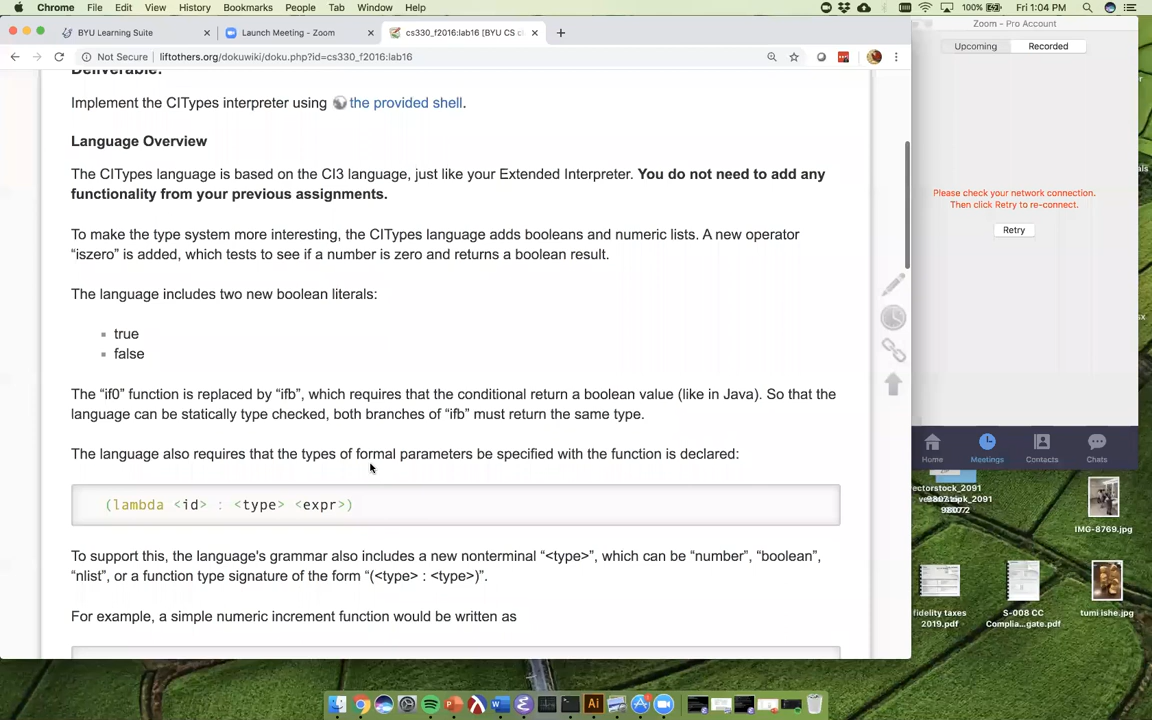 Chrome File Edit View History Bookmarks People Tab Window Help
100% Fri 1:04 PM
BYU Learning Suite
Launch Meeting - Zoom
cs330_f2016:lab16 [BYU CS cl
Not Secure | liftothers.org/dokuwiki/doku.php?id=cs330_f2016:lab16
Deliverable:
Implement the CITypes interpreter using the provided shell.
Language Overview
The CITypes language is based on the CI3 language, just like your Extended Interpreter. You do not need to add any
functionality from your previous assignments.
To make the type system more interesting, the CITypes language adds booleans and numeric lists. A new operator
“iszero” is added, which tests to see if a number is zero and returns a boolean result.
The language includes two new boolean literals:
true
false
The “if0” function is replaced by “ifb”, which requires that the conditional return a boolean value (like in Java). So that the
language can be statically type checked, both branches of “ifb” must return the same type.
The language also requires that the types of formal parameters be specified with the function is declared:
(lambda <id> : <type> <expr>)
To support this, the language's grammar also includes a new nonterminal “<type>”, which can be “number”, “boolean”,
“nlist”, or a function type signature of the form “(<type> : <type>)”.
For example, a simple numeric increment function would be written as
Zoom - Pro Account
Upcoming Recorded
Please check your network connection.
Then click Retry to re-connect.
Retry
Home Meetings Contacts Chats
IMG-8769.jpg
fidelity taxes
2019.pdf
S-008 CC
Complia...gate.pdf
tumi ishe.jpg